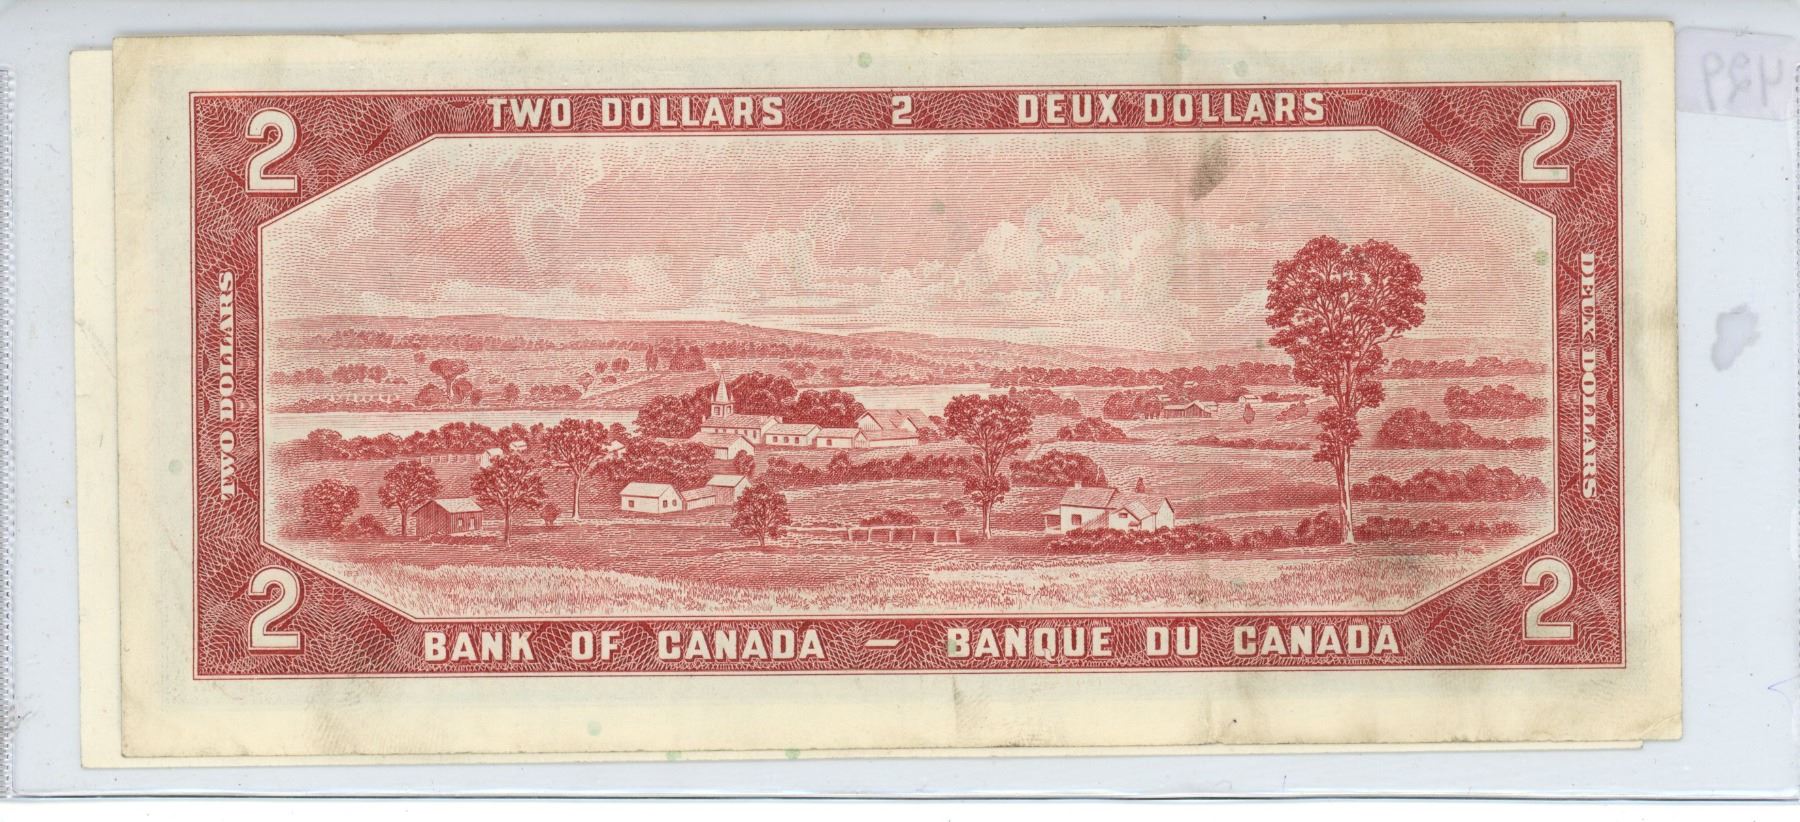 TWO DOLLARS 2 DEUX DOLLARS
2 2
439
TWO DOLLARS
DEUX DOLLARS
2 2
BANK OF CANADA — BANQUE DU CANADA